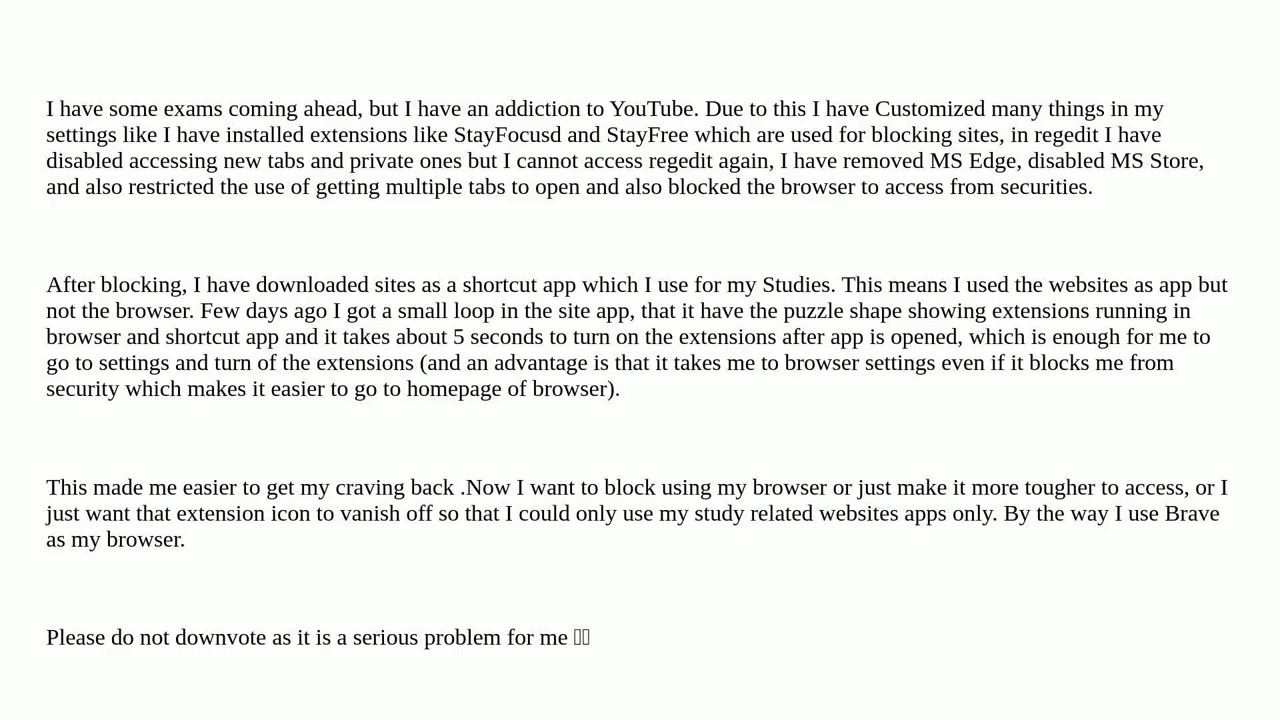 I have some exams coming ahead, but I have an addiction to YouTube. Due to this I have Customized many things in my
settings like I have installed extensions like StayFocusd and StayFree which are used for blocking sites, in regedit I have
disabled accessing new tabs and private ones but I cannot access regedit again, I have removed MS Edge, disabled MS Store,
and also restricted the use of getting multiple tabs to open and also blocked the browser to access from securities.
After blocking, I have downloaded sites as a shortcut app which I use for my Studies. This means I used the websites as app but
not the browser. Few days ago I got a small loop in the site app, that it have the puzzle shape showing extensions running in
browser and shortcut app and it takes about 5 seconds to turn on the extensions after app is opened, which is enough for me to
go to settings and turn of the extensions (and an advantage is that it takes me to browser settings even if it blocks me from
security which makes it easier to go to homepage of browser).
This made me easier to get my craving back .Now I want to block using my browser or just make it more tougher to access, or I
just want that extension icon to vanish off so that I could only use my study related websites apps only. By the way I use Brave
as my browser.
Please do not downvote as it is a serious problem for me